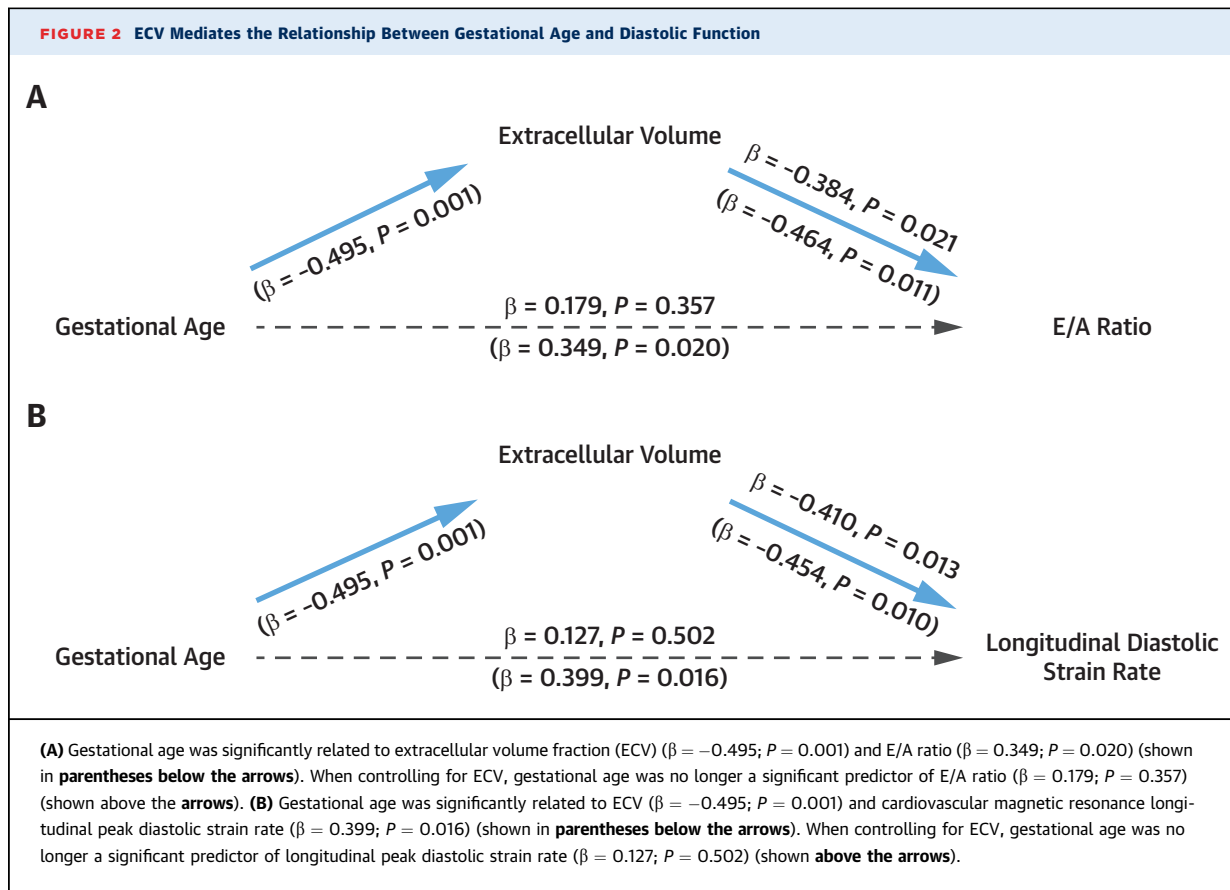 FIGURE 2 ECV Mediates the Relationship Between Gestational Age and Diastolic Function
A
Extracellular Volume
(β = -0.495, P = 0.001)
β = -0.384, P = 0.021
(β = -0.464, P = 0.011)
Gestational Age
β = 0.179, P = 0.357
(β = 0.349, P = 0.020)
E/A Ratio
B
Extracellular Volume
(β = -0.495, P = 0.001)
β = -0.410, P = 0.013
(β = -0.454, P = 0.010)
Gestational Age
β = 0.127, P = 0.502
(β = 0.399, P = 0.016)
Longitudinal Diastolic
Strain Rate
(A) Gestational age was significantly related to extracellular volume fraction (ECV) (β = −0.495; P = 0.001) and E/A ratio (β = 0.349; P = 0.020) (shown
in parentheses below the arrows). When controlling for ECV, gestational age was no longer a significant predictor of E/A ratio (β = 0.179; P = 0.357)
(shown above the arrows). (B) Gestational age was significantly related to ECV (β = −0.495; P = 0.001) and cardiovascular magnetic resonance longi-
tudinal peak diastolic strain rate (β = 0.399; P = 0.016) (shown in parentheses below the arrows). When controlling for ECV, gestational age was no
longer a significant predictor of longitudinal peak diastolic strain rate (β = 0.127; P = 0.502) (shown above the arrows).